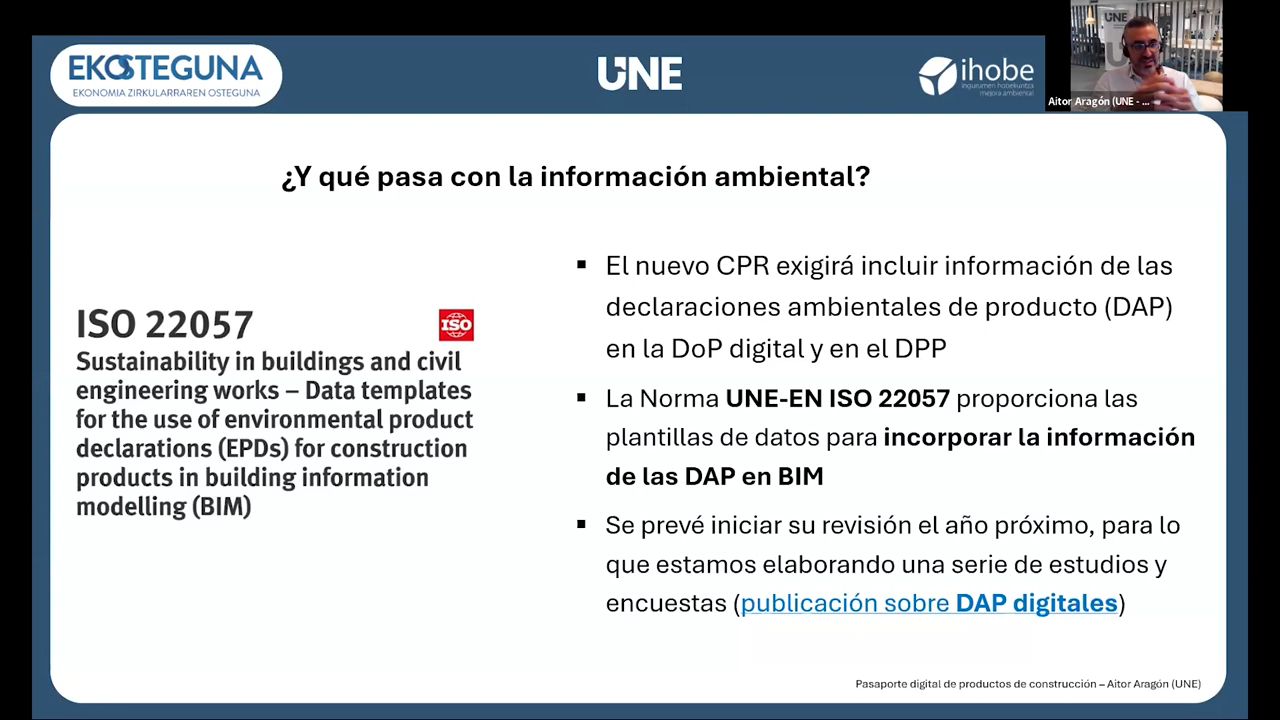 EKOSTEGUNA
EKONOMIA ZIRKULARRAREN OSTEGUNA
UNE
ihobe
ingurumen hobekuntza
mejora ambiental
UNE
Aitor Aragón (UNE - ...
¿Y qué pasa con la información ambiental?
ISO 22057
ISO
Sustainability in buildings and civil
engineering works – Data templates
for the use of environmental product
declarations (EPDs) for construction
products in building information
modelling (BIM)
▪ El nuevo CPR exigirá incluir información de las
declaraciones ambientales de producto (DAP)
en la DoP digital y en el DPP
▪ La Norma UNE-EN ISO 22057 proporciona las
plantillas de datos para incorporar la información
de las DAP en BIM
▪ Se prevé iniciar su revisión el año próximo, para lo
que estamos elaborando una serie de estudios y
encuestas (publicación sobre DAP digitales)
Pasaporte digital de productos de construcción – Aitor Aragón (UNE)